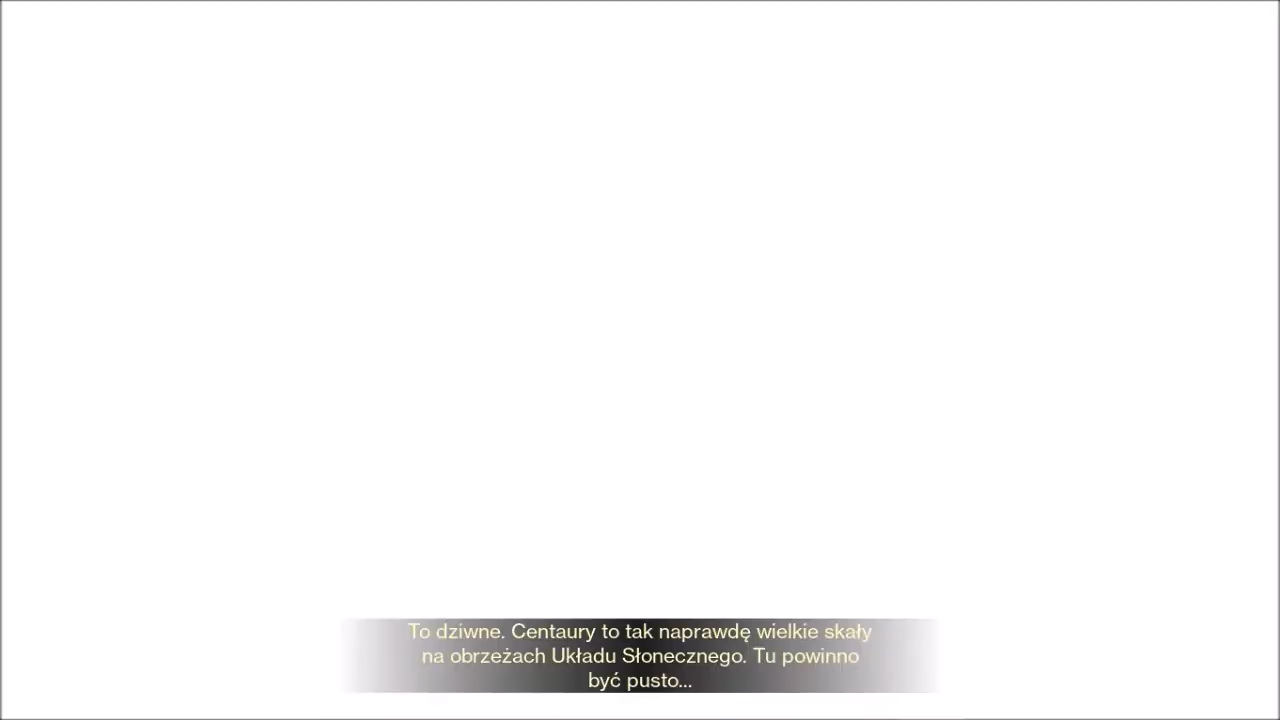 To dziwne. Centaury to tak naprawdę wielkie skały
na obrzeżach Układu Słonecznego. Tu powinno
być pusto...